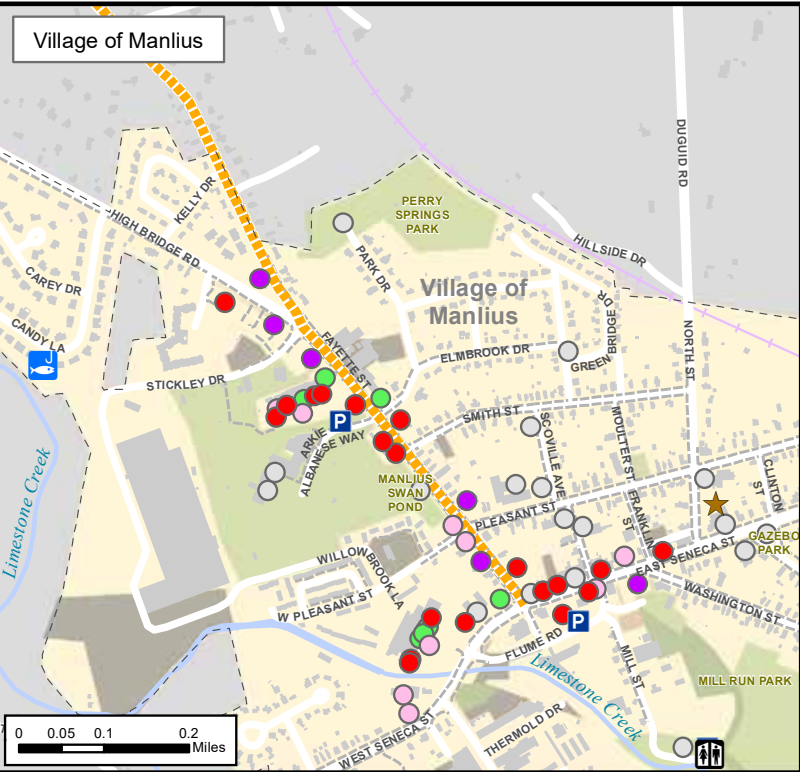 Village of Manlius
DUGUID RD
KELLY DR
PERRY
SPRINGS
PARK
HIGH BRIDGE RD
HILLSIDE DR
PARK DR
CAREY DR
Village of
Manlius
BRIDGE DR
GREEN
CANDY LA
FAYETTE ST
NORTH ST
ELMBROOK DR
STICKLEY DR
SMITH ST
MOULTER ST
SCOVILLE AVE
P
ARKIE
ALBANESE WAY
CLINTON
ST
MANLIUS
SWAN
POND
FRANKLIN
ST
PLEASANT ST
Limestone Creek
GAZEBO
PARK
EAST SENECA ST
WILLOWBROOK LA
W PLEASANT ST
WASHINGTON ST
P
FLUME RD
MILL ST
Limestone Creek
MILL RUN PARK
WEST SENECA ST
THERMOLD DR
0 0.05 0.1 0.2
Miles